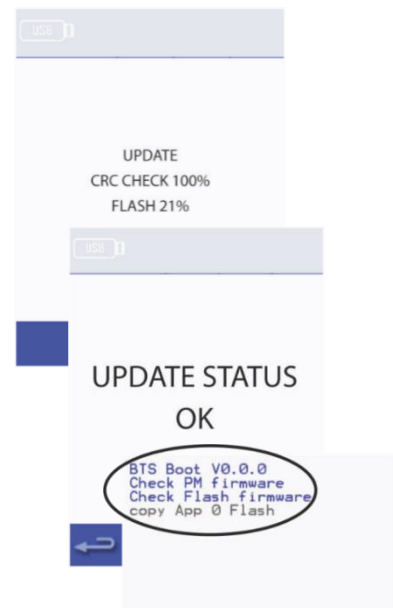 USB
UPDATE
CRC CHECK 100%
FLASH 21%
USB
UPDATE STATUS
OK
BTS Boot V0.0.0
Check PM firmware
Check Flash firmware
copy App 0 Flash